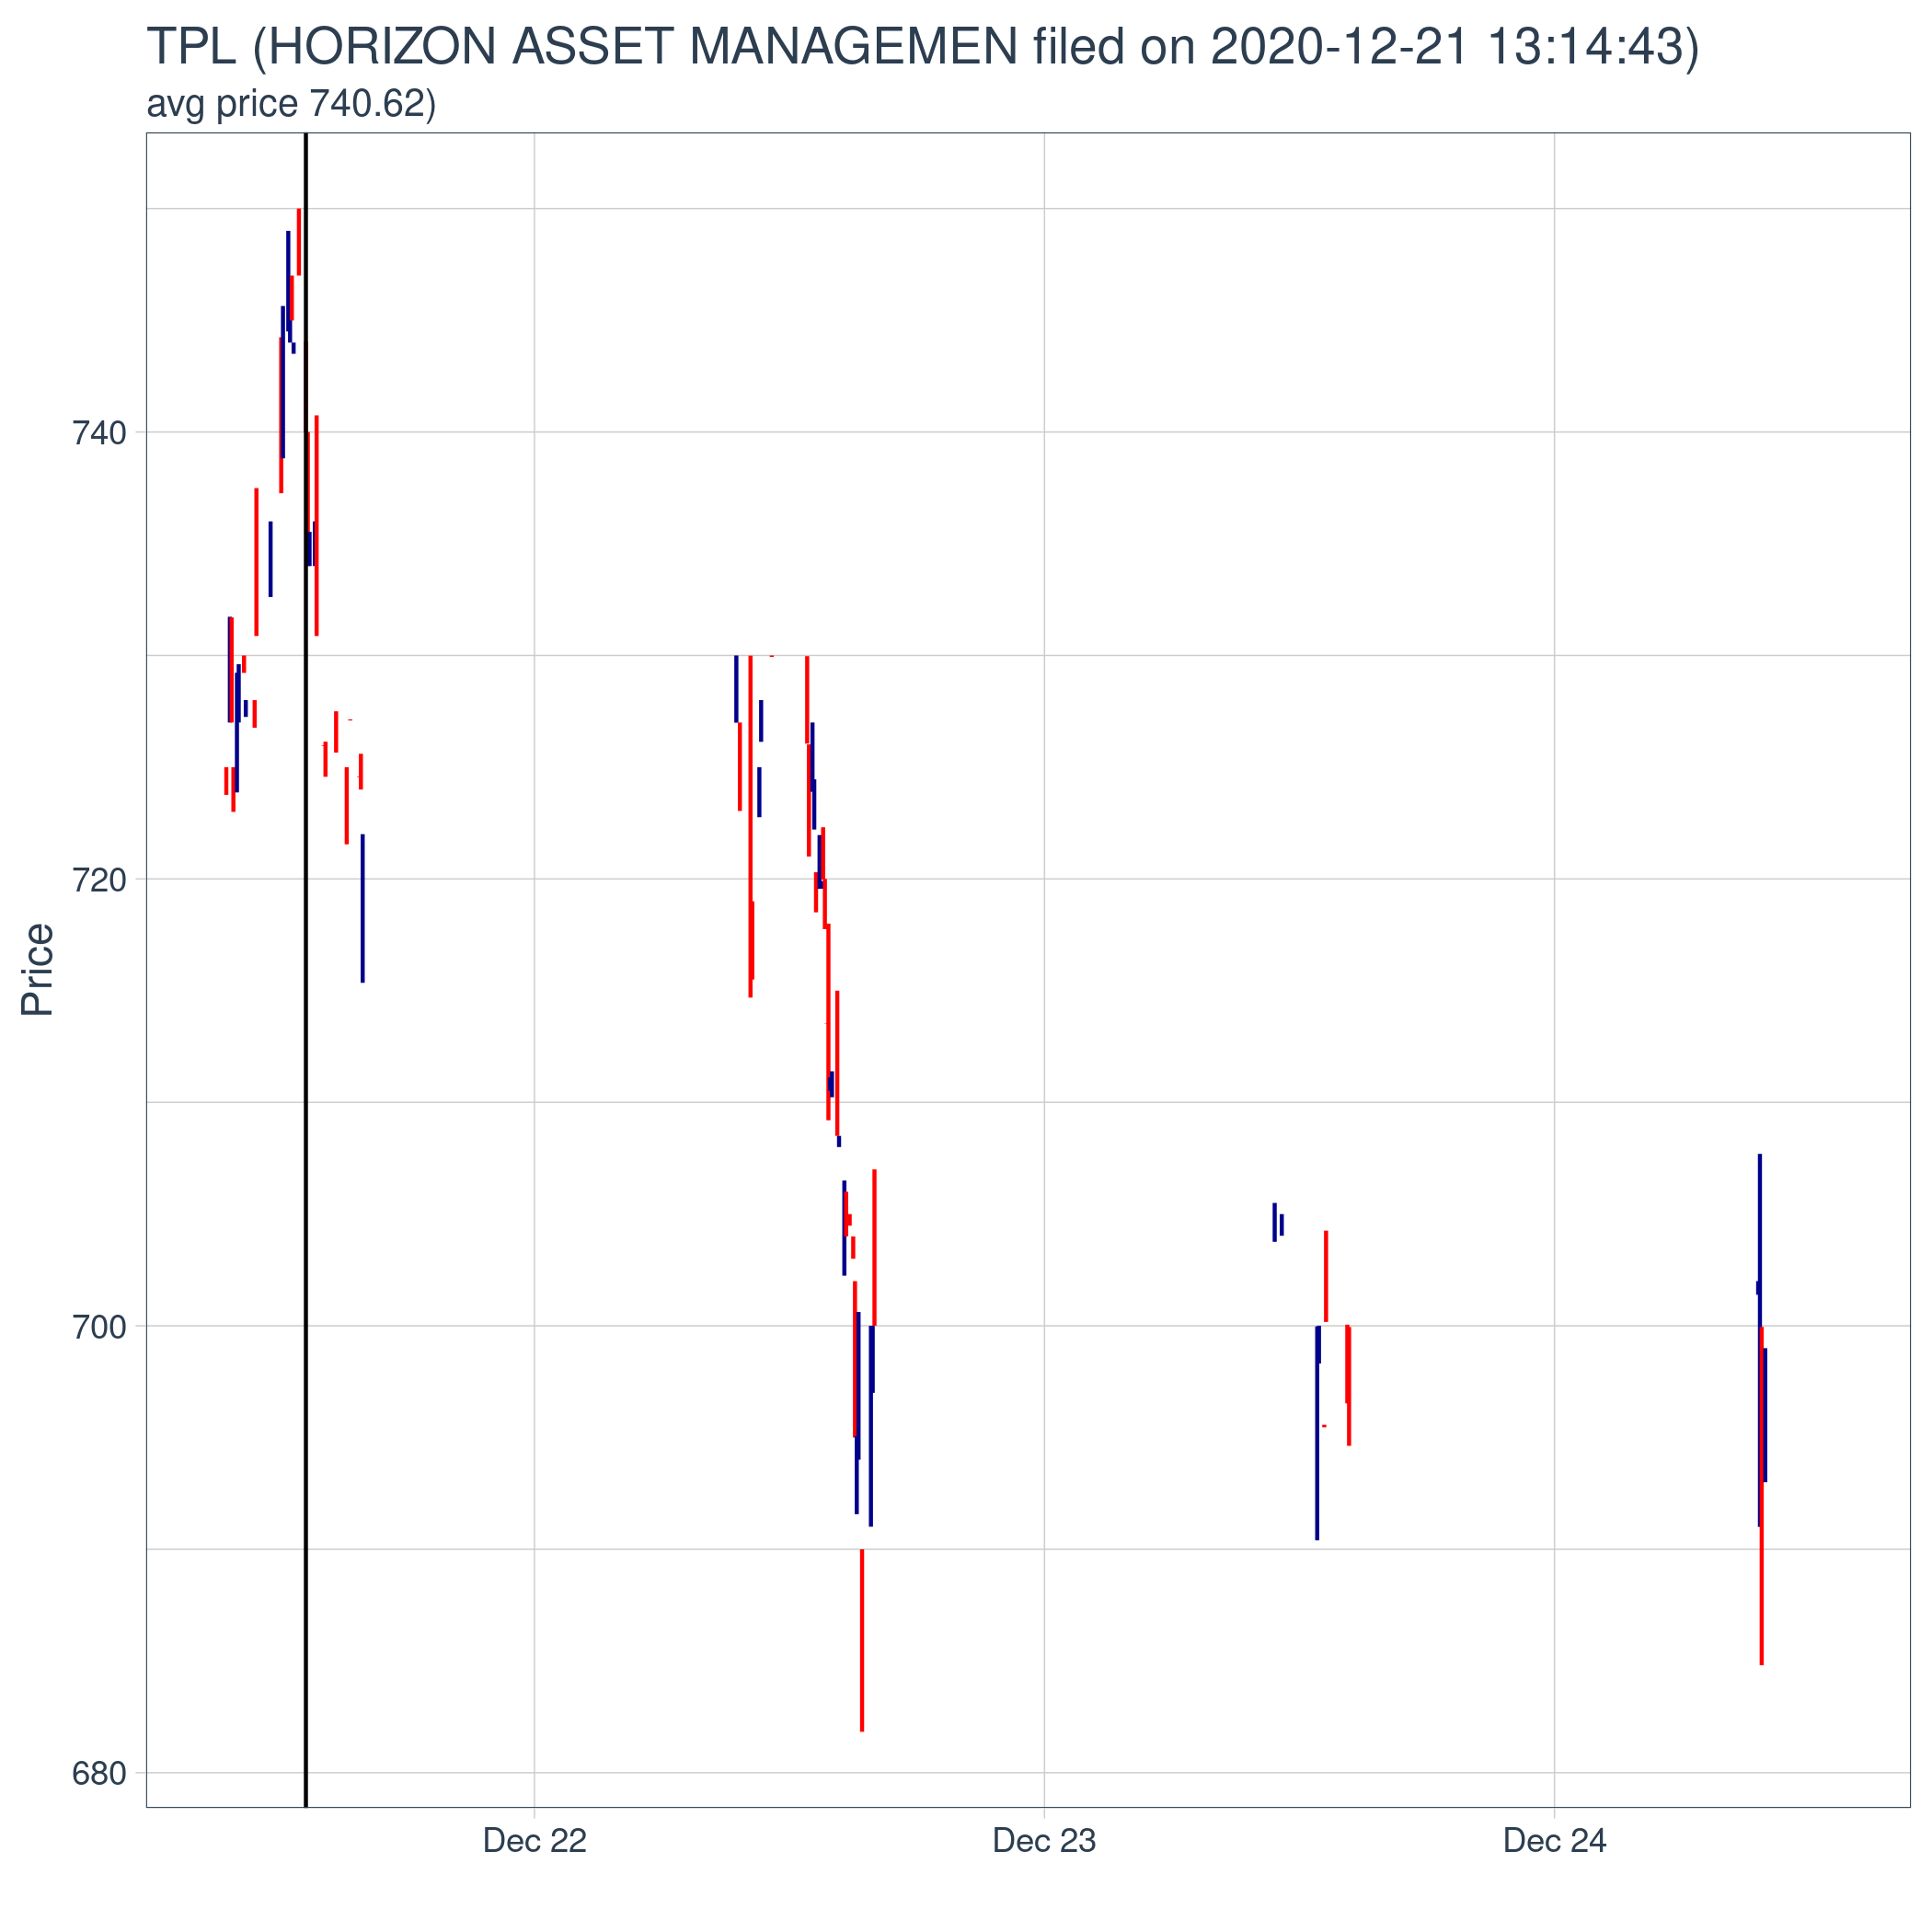 TPL (HORIZON ASSET MANAGEMEN filed on 2020-12-21 13:14:43)
avg price 740.62)
740
720
700
680
Price
Dec 22 Dec 23 Dec 24